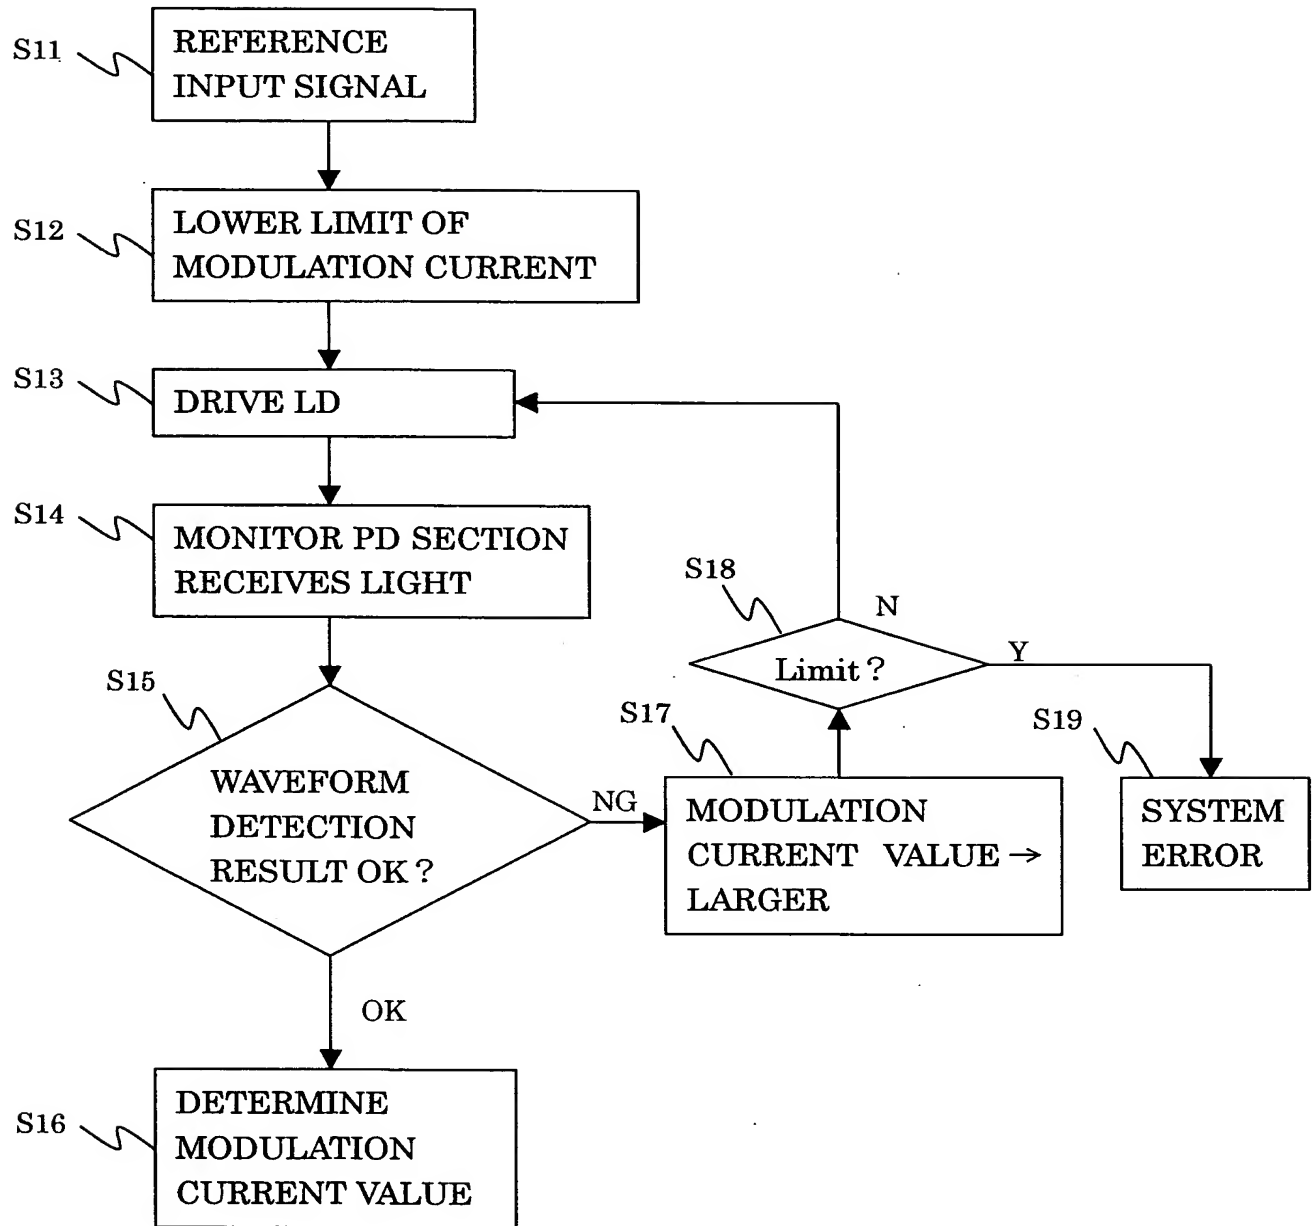 S11
REFERENCE
INPUT SIGNAL
S12
LOWER LIMIT OF
MODULATION CURRENT
S13
DRIVE LD
S14
MONITOR PD SECTION
RECEIVES LIGHT
S15
WAVEFORM
DETECTION
RESULT OK?
NG
OK
S16
DETERMINE
MODULATION
CURRENT VALUE
S17
MODULATION
CURRENT VALUE →
LARGER
S18
Limit?
N
Y
S19
SYSTEM
ERROR